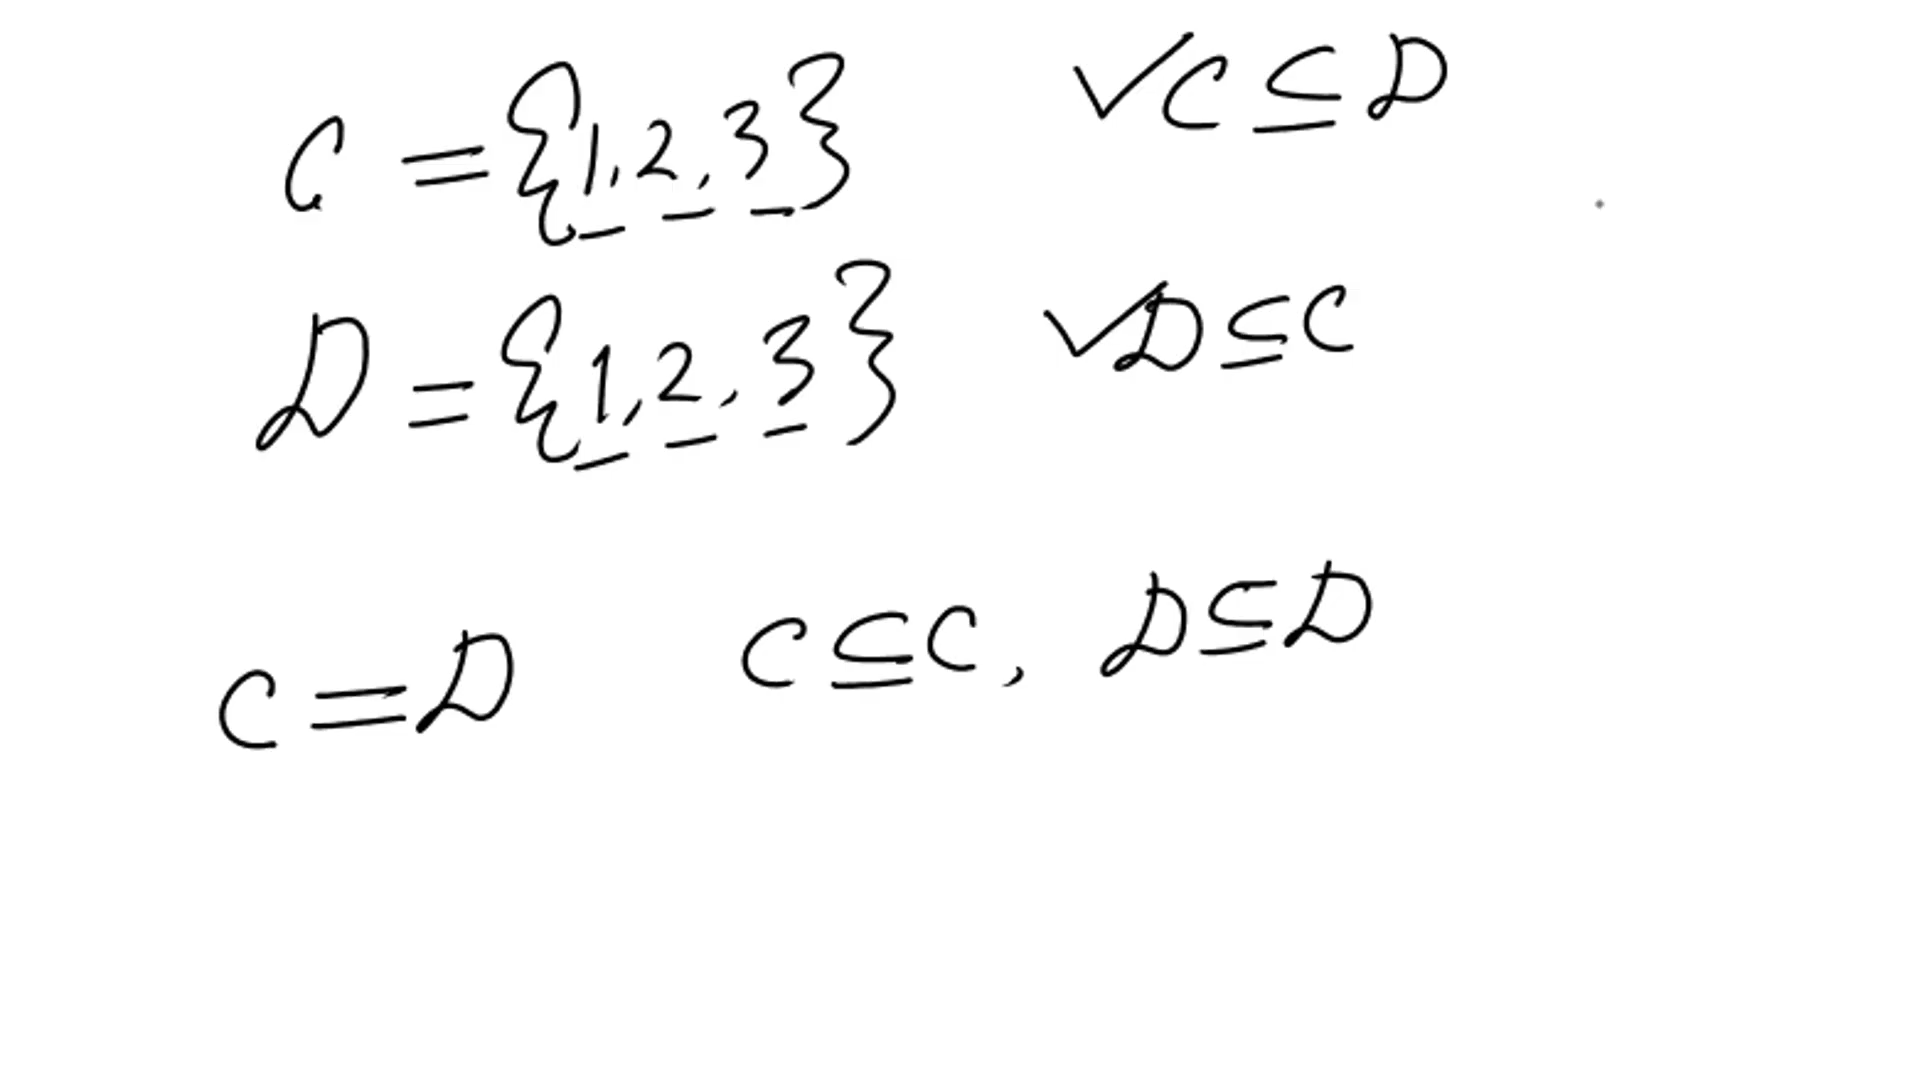 C = {1, 2, 3} ✓ C ⊆ D
D = {1, 2, 3} ✓ D ⊆ C
C = D C ⊆ C, D ⊆ D